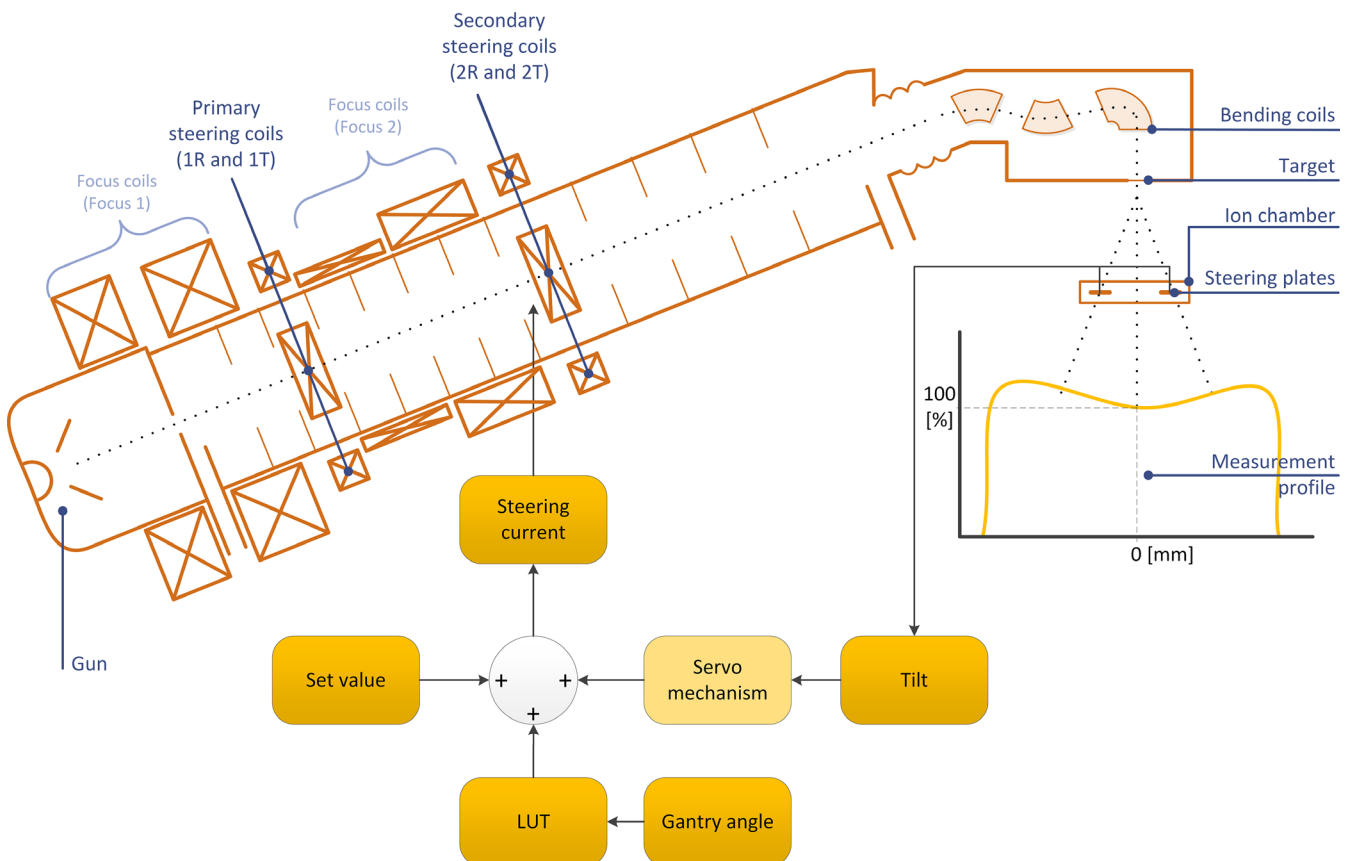 Secondary
steering coils
(2R and 2T)
Primary
steering coils
(1R and 1T)
Focus coils
(Focus 2)
Focus coils
(Focus 1)
Bending coils
Target
Ion chamber
Steering plates
100
[%]
Measurement
profile
0 [mm]
Gun
Steering
current
Set value
+
+
+
Servo
mechanism
Tilt
LUT
Gantry angle